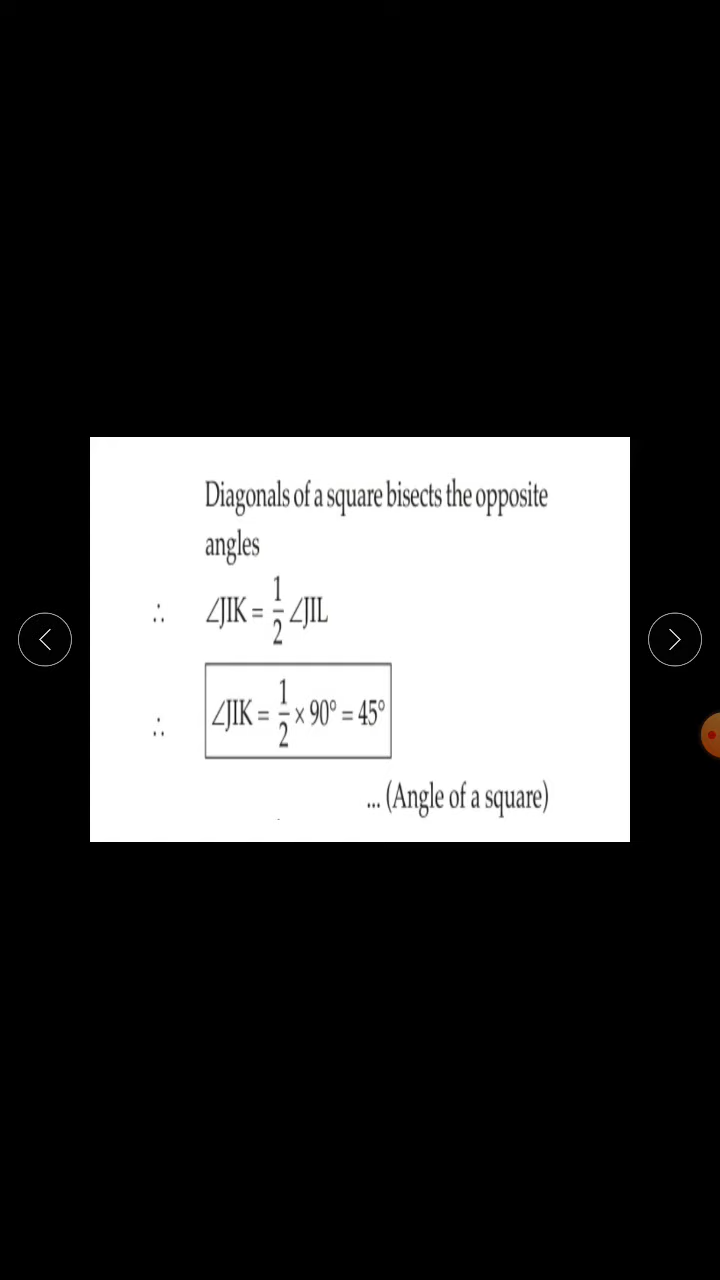 Diagonals of a square bisects the opposite
angles
∴ ∠JIK = 1/2 ∠JIL
∴ ∠JIK = 1/2 × 90° = 45°
... (Angle of a square)